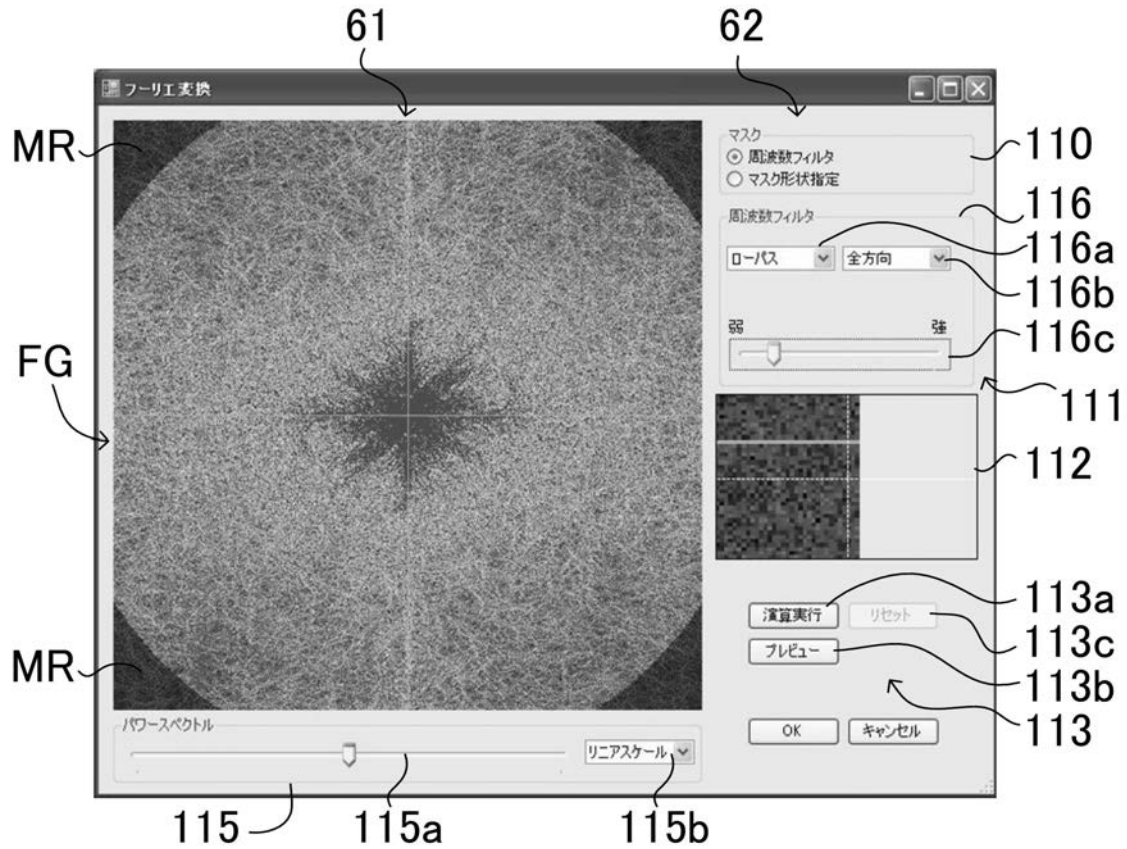 61
62
フーリエ変換
MR
マスク
周波数フィルタ
マスク形状指定
110
周波数フィルタ
116
ローパス
全方向
116a
116b
弱
強
116c
FG
111
112
演算実行
リセット
113a
113c
プレビュー
113b
MR
113
パワースペクトル
リニアスケール
OK
キャンセル
115
115a
115b